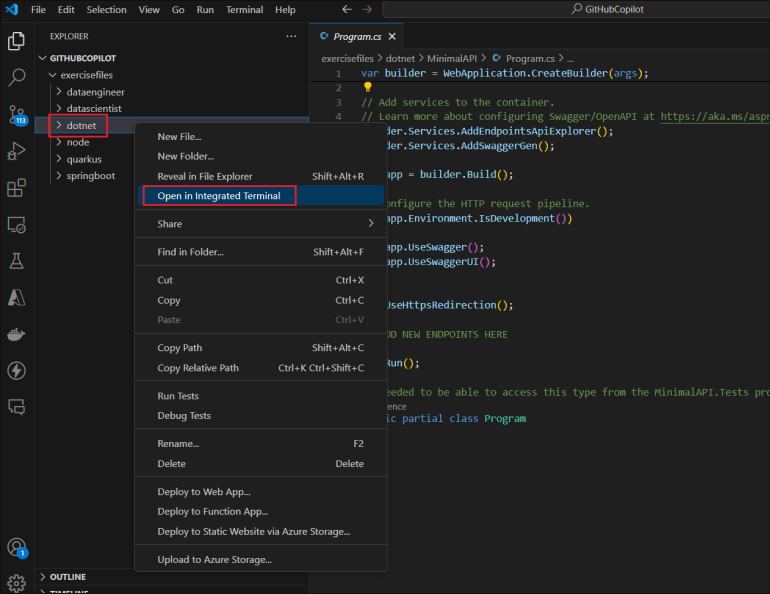 File Edit Selection View Go Run Terminal Help
GitHubCopilot
EXPLORER
Program.cs
GITHUBCOPILOT
exercisefiles > dotnet > MinimalAPI > Program.cs > ...
exercisefiles
dataengineer
datascientist
dotnet
node
quarkus
springboot
113
1 var builder = WebApplication.CreateBuilder(args);
2
3 // Add services to the container.
4 // Learn more about configuring Swagger/OpenAPI at https://aka.ms/asp
der.Services.AddEndpointsApiExplorer();
der.Services.AddSwaggerGen();
app = builder.Build();
onfigure the HTTP request pipeline.
app.Environment.IsDevelopment())
app.UseSwagger();
app.UseSwaggerUI();
UseHttpsRedirection();
DD NEW ENDPOINTS HERE
Run();
eeded to be able to access this type from the MinimalAPI.Tests pro
ence
ic partial class Program
New File...
New Folder...
Reveal in File Explorer Shift+Alt+R
Open in Integrated Terminal
Share
Find in Folder... Shift+Alt+F
Cut Ctrl+X
Copy Ctrl+C
Paste Ctrl+V
Copy Path Shift+Alt+C
Copy Relative Path Ctrl+K Ctrl+Shift+C
Run Tests
Debug Tests
Rename... F2
Delete Delete
Deploy to Web App...
Deploy to Function App...
Deploy to Static Website via Azure Storage...
Upload to Azure Storage...
1
OUTLINE
TIMELINE